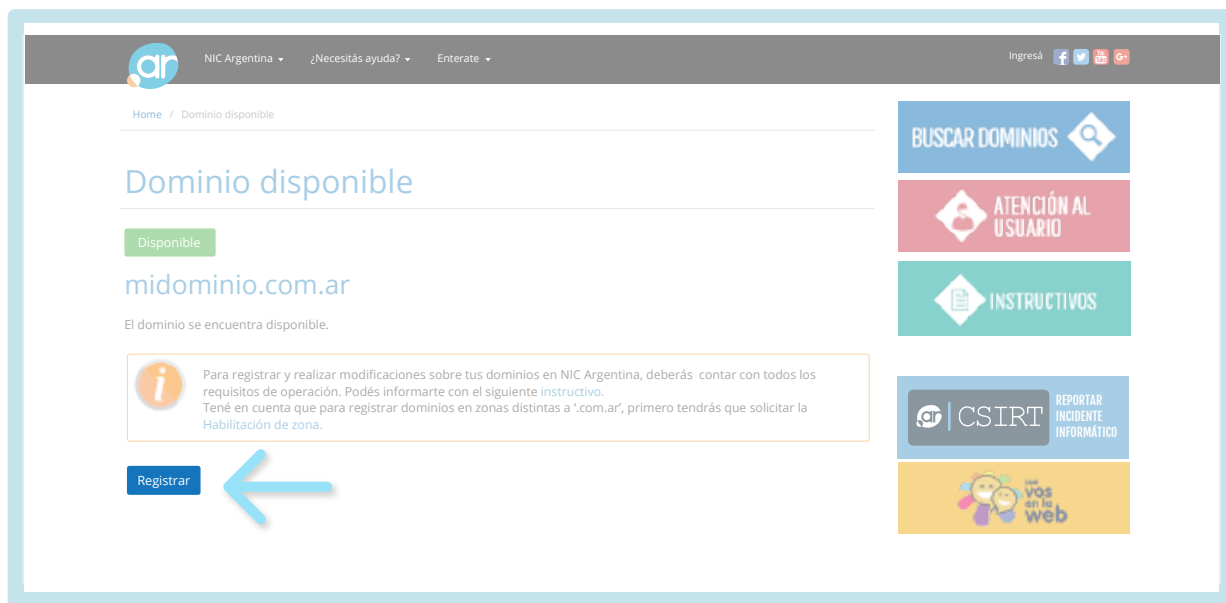 .ar NIC Argentina ¿Necesitás ayuda? Enterate Ingresá f You Tube G+
Home / Dominio disponible
Dominio disponible
Disponible
midominio.com.ar
El dominio se encuentra disponible.
i
Para registrar y realizar modificaciones sobre tus dominios en NIC Argentina, deberás contar con todos los
requisitos de operación. Podés informarte con el siguiente instructivo.
Tené en cuenta que para registrar dominios en zonas distintas a '.com.ar', primero tendrás que solicitar la
Habilitación de zona.
Registrar
BUSCAR DOMINIOS
ATENCIÓN AL
USUARIO
INSTRUCTIVOS
.ar CSIRT
REPORTAR
INCIDENTE
INFORMÁTICO
vos
en la
web